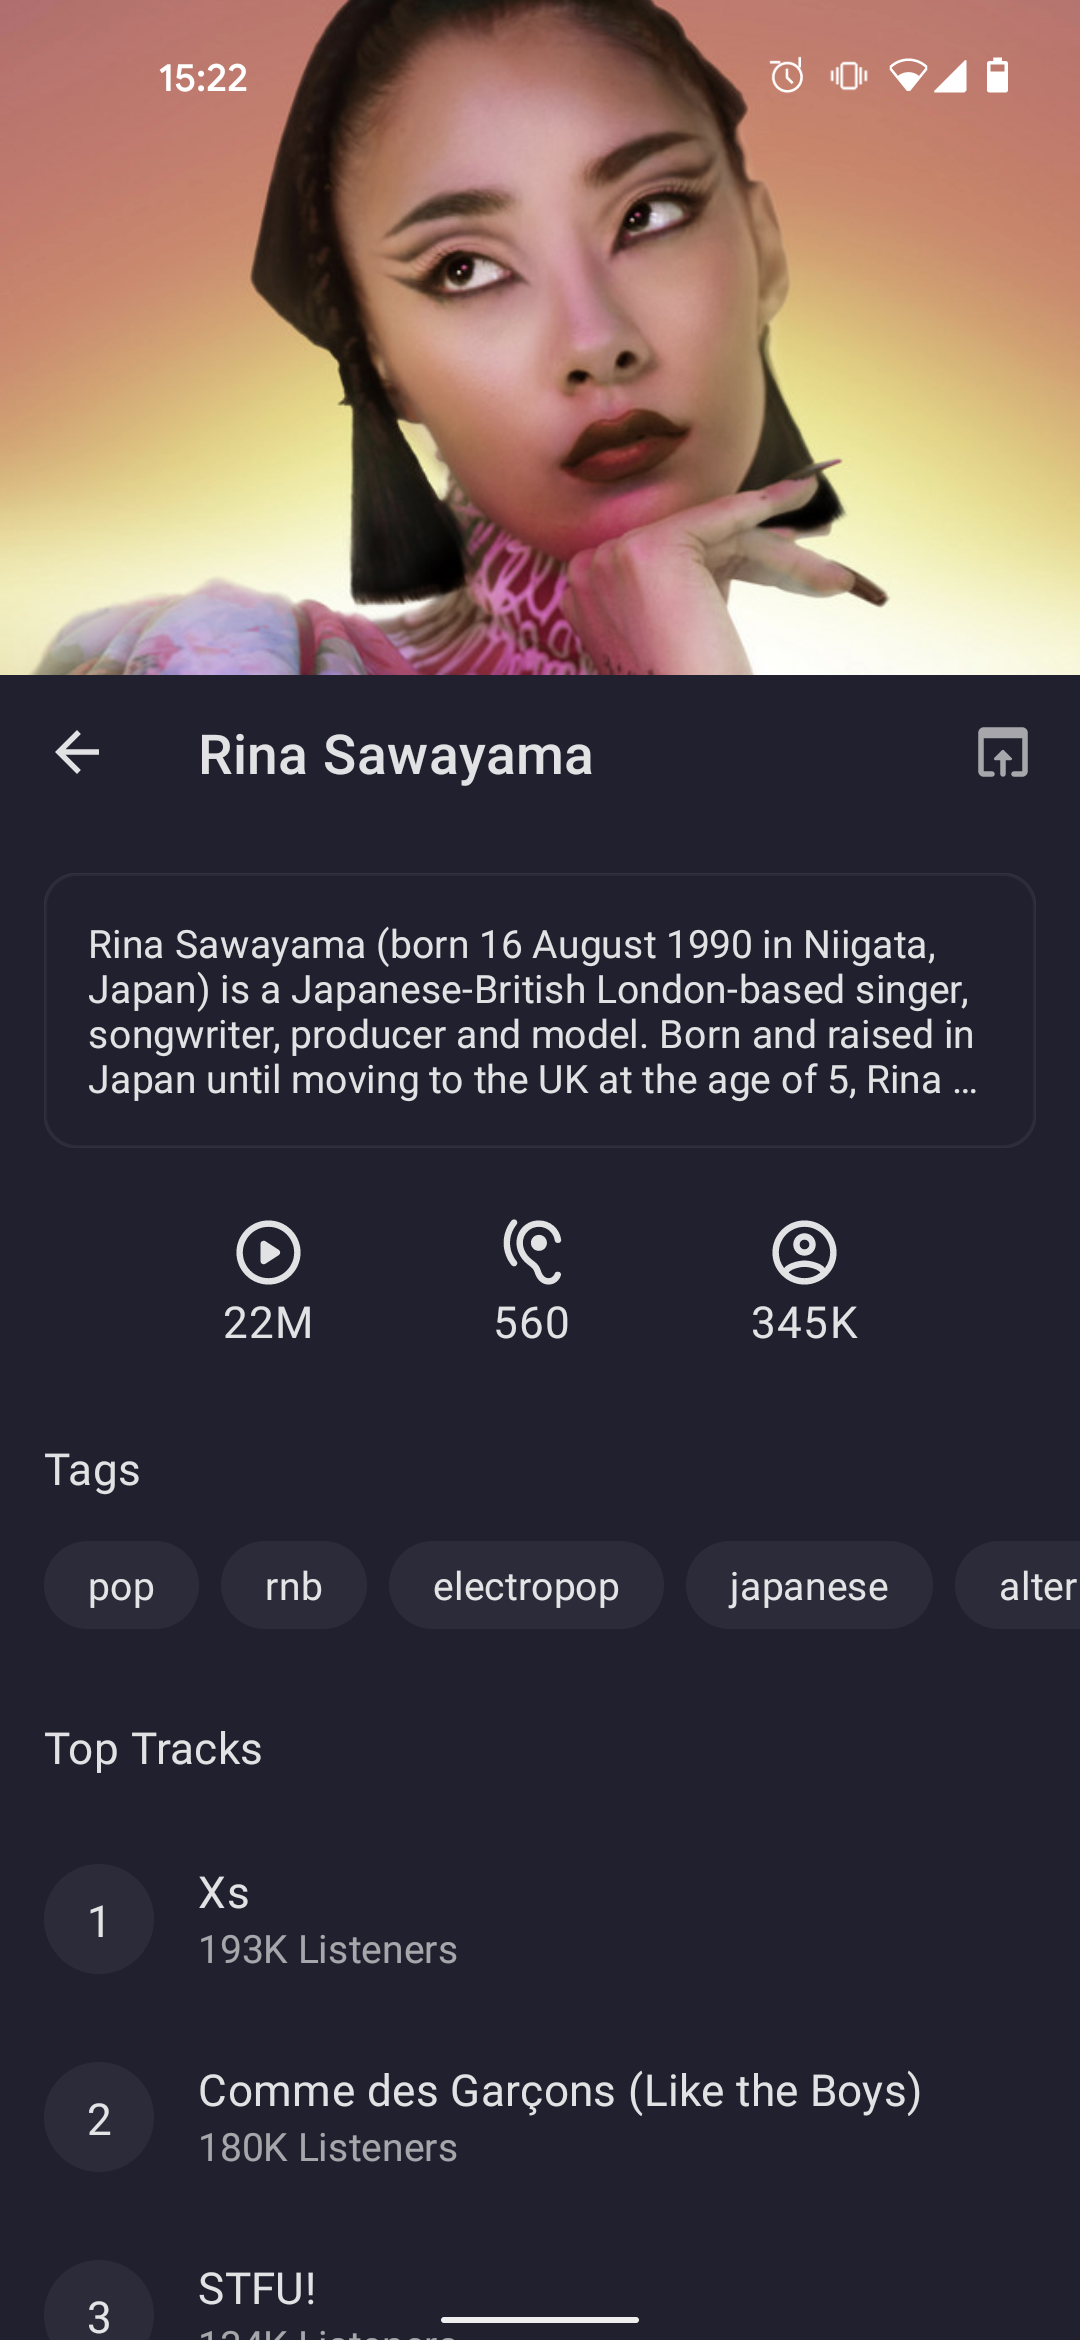 15:22
Rina Sawayama
Rina Sawayama (born 16 August 1990 in Niigata,
Japan) is a Japanese-British London-based singer,
songwriter, producer and model. Born and raised in
Japan until moving to the UK at the age of 5, Rina ...
22M
560
345K
Tags
pop
rnb
electropop
japanese
alter
Top Tracks
1
Xs
193K Listeners
2
Comme des Garçons (Like the Boys)
180K Listeners
3
STFU!